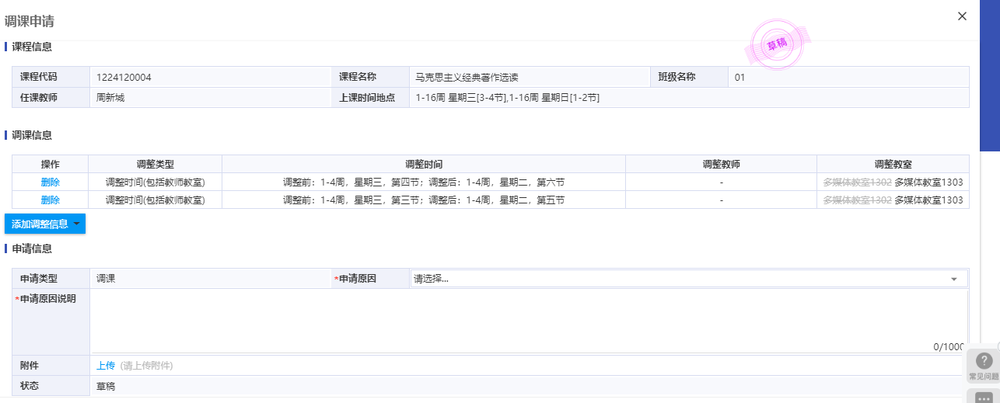 调课申请
草稿
课程信息
课程代码 1224120004 课程名称 马克思主义经典著作选读 班级名称 01
任课教师 周新城 上课时间地点 1-16周 星期三[3-4节],1-16周 星期日[1-2节]
调课信息
操作 调整类型 调整时间 调整教师 调整教室
删除 调整时间(包括教师教室) 调整前：1-4周，星期三，第四节；调整后：1-4周，星期二，第六节 - 多媒体教室1302 多媒体教室1303
删除 调整时间(包括教师教室) 调整前：1-4周，星期三，第三节；调整后：1-4周，星期二，第五节 - 多媒体教室1302 多媒体教室1303
添加调整信息
申请信息
申请类型 调课 *申请原因 请选择...
*申请原因说明
0/1000
附件 上传 (请上传附件)
状态 草稿
常见问题